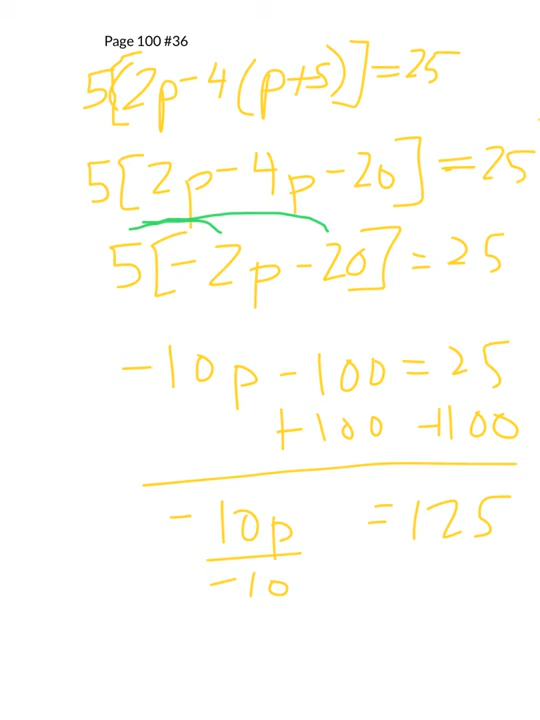 Page 100 #36
5[2p-4(p+5)]=25
5[2p-4p-20]=25
5[-2p-20]=25
-10p-100=25
+100 +100
-10p =125
-10